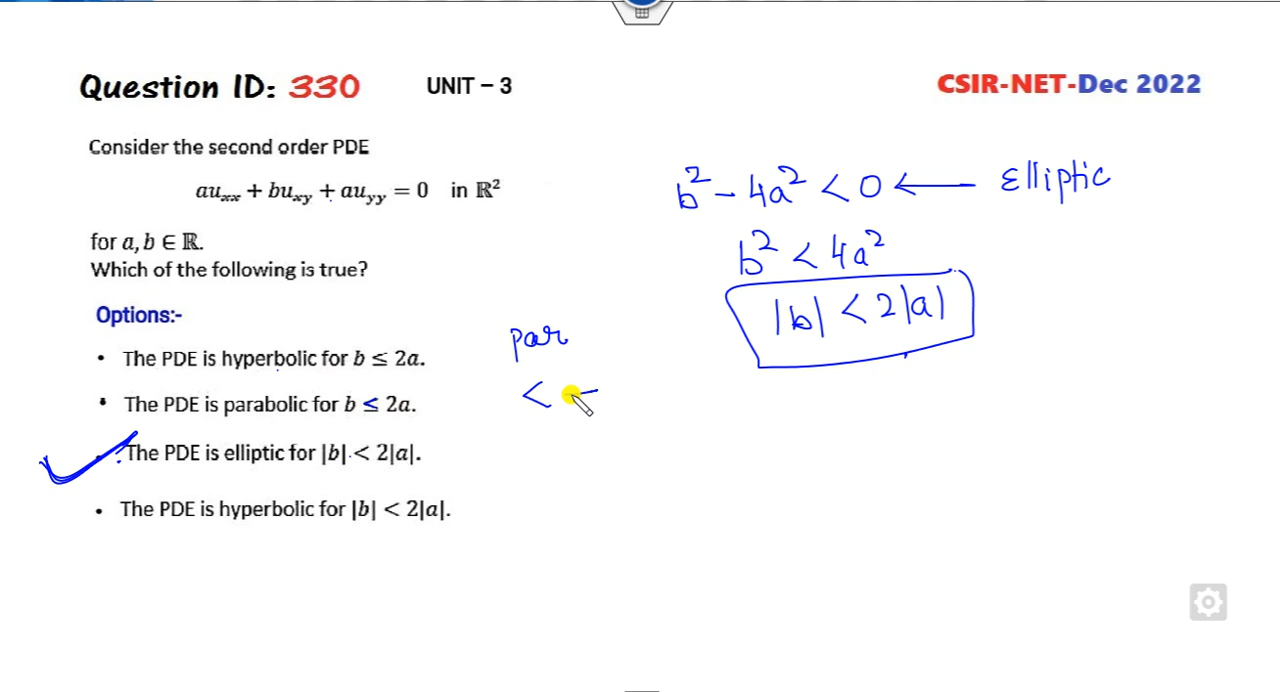 Question ID: 330 UNIT – 3 CSIR-NET-Dec 2022
Consider the second order PDE
au_xx + bu_xy + au_yy = 0 in ℝ²
for a, b ∈ ℝ.
Which of the following is true?
Options:-
• The PDE is hyperbolic for b ≤ 2a.
• The PDE is parabolic for b ≤ 2a.
• The PDE is elliptic for |b| < 2|a|.
• The PDE is hyperbolic for |b| < 2|a|.
b² - 4a² < 0 ← Elliptic
b² < 4a²
|b| < 2|a|
par
<